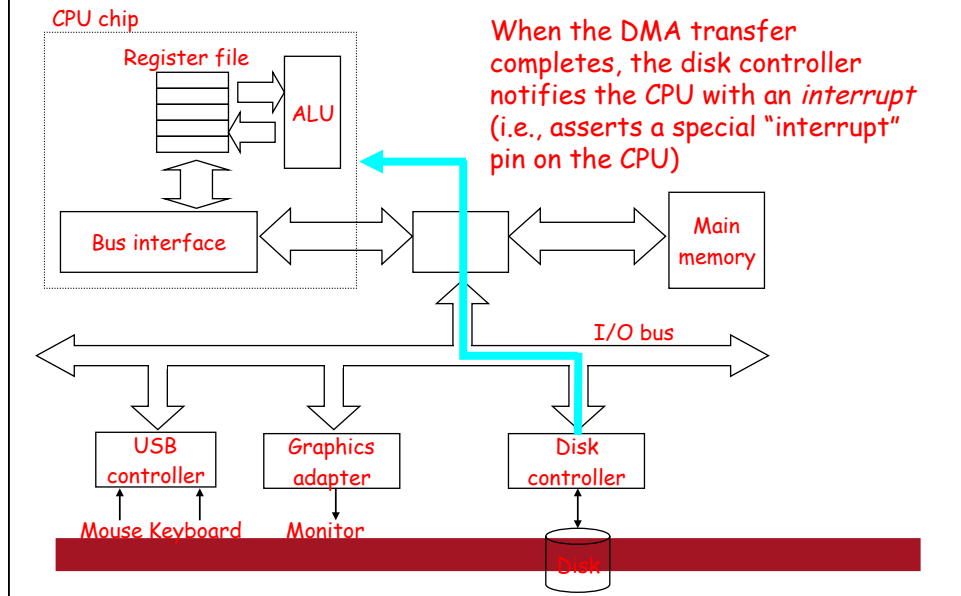 CPU chip
Register file
ALU
When the DMA transfer
completes, the disk controller
notifies the CPU with an interrupt
(i.e., asserts a special “interrupt”
pin on the CPU)
Bus interface
Main
memory
I/O bus
USB
controller
Graphics
adapter
Disk
controller
Mouse Keyboard
Monitor
Disk